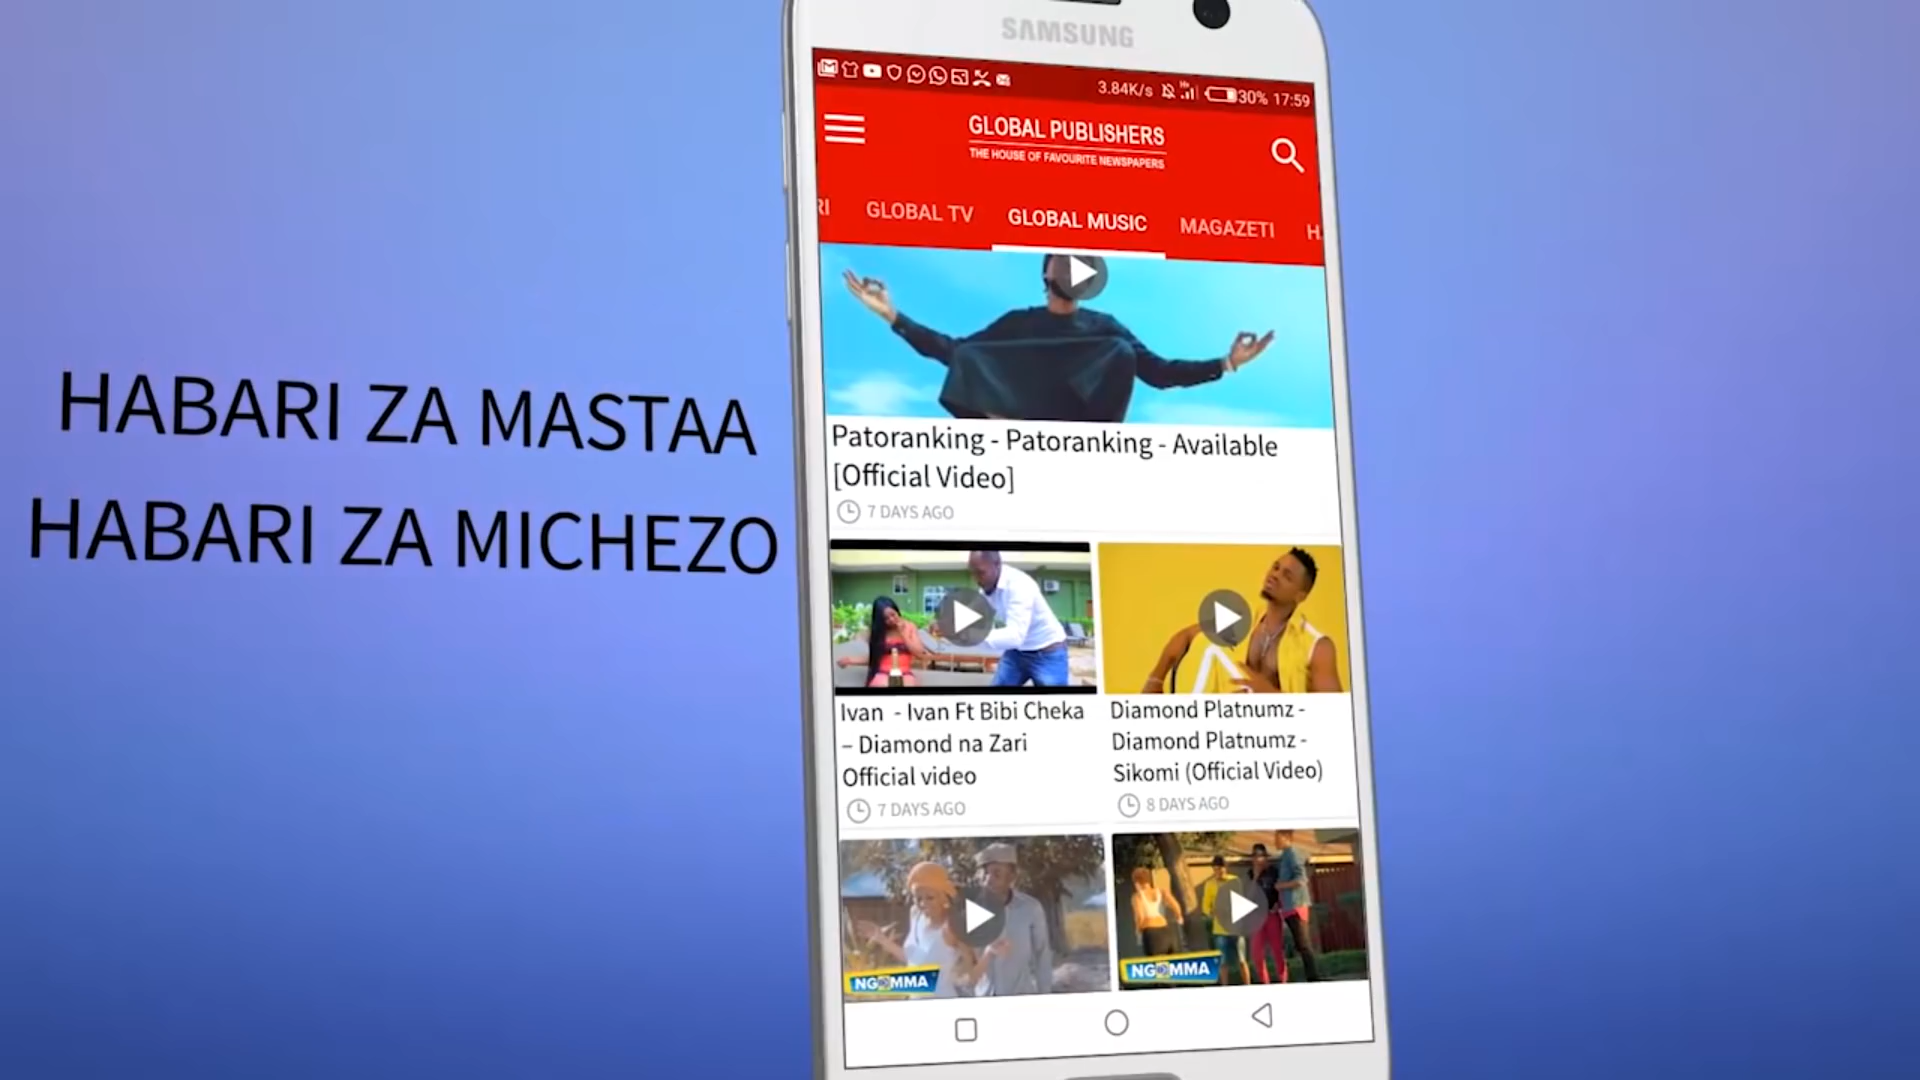 HABARI ZA MASTAA
HABARI ZA MICHEZO
SAMSUNG
3.84K/s 30% 17:59
GLOBAL PUBLISHERS
THE HOUSE OF FAVOURITE NEWSPAPERS
RI GLOBAL TV GLOBAL MUSIC MAGAZETI H
Patoranking - Patoranking - Available
[Official Video]
7 DAYS AGO
Ivan - Ivan Ft Bibi Cheka
– Diamond na Zari
Official video
7 DAYS AGO
Diamond Platnumz -
Diamond Platnumz -
Sikomi (Official Video)
8 DAYS AGO
NGOMMA
NGOMMA